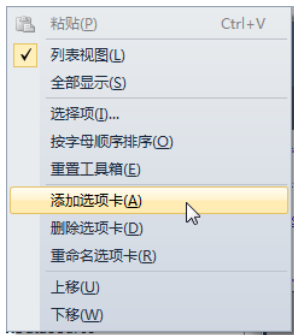 粘贴(P) Ctrl+V
列表视图(L)
全部显示(S)
选择项(I)...
按字母顺序排序(O)
重置工具箱(E)
添加选项卡(A)
删除选项卡(D)
重命名选项卡(R)
上移(U)
下移(W)